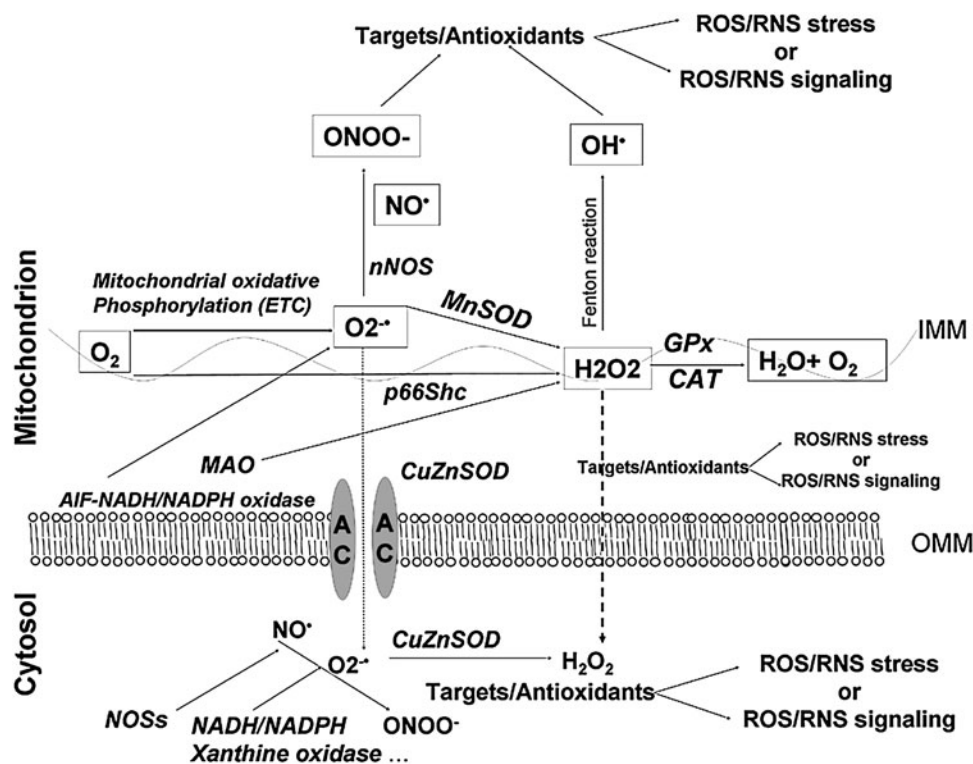 Targets/Antioxidants
ROS/RNS stress
or
ROS/RNS signaling
ONOO-
OH•
NO•
Fenton reaction
nNOS
Mitochondrial oxidative
Phosphorylation (ETC)
MnSOD
Mitochondrion
O2-•
IMM
O₂
H2O2
GPx
CAT
H₂O+ O₂
p66Shc
MAO
CuZnSOD
Targets/Antioxidants
ROS/RNS stress
or
ROS/RNS signaling
AIF-NADH/NADPH oxidase
A
C
A
C
OMM
Cytosol
NO•
O2-•
CuZnSOD
H₂O₂
Targets/Antioxidants
ROS/RNS stress
or
ROS/RNS signaling
NOSs
NADH/NADPH
Xanthine oxidase ...
ONOO⁻